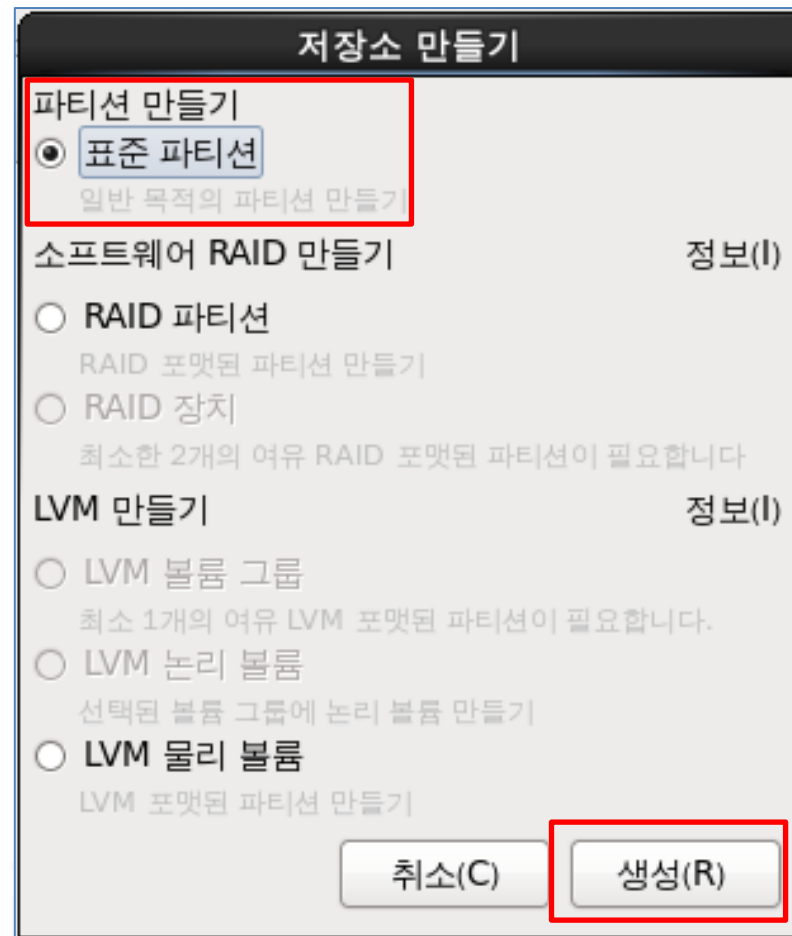 저장소 만들기
파티션 만들기
표준 파티션
일반 목적의 파티션 만들기
소프트웨어 RAID 만들기 정보(I)
RAID 파티션
RAID 포맷된 파티션 만들기
RAID 장치
최소한 2개의 여유 RAID 포맷된 파티션이 필요합니다
LVM 만들기 정보(I)
LVM 볼륨 그룹
최소 1개의 여유 LVM 포맷된 파티션이 필요합니다.
LVM 논리 볼륨
선택된 볼륨 그룹에 논리 볼륨 만들기
LVM 물리 볼륨
LVM 포맷된 파티션 만들기
취소(C) 생성(R)